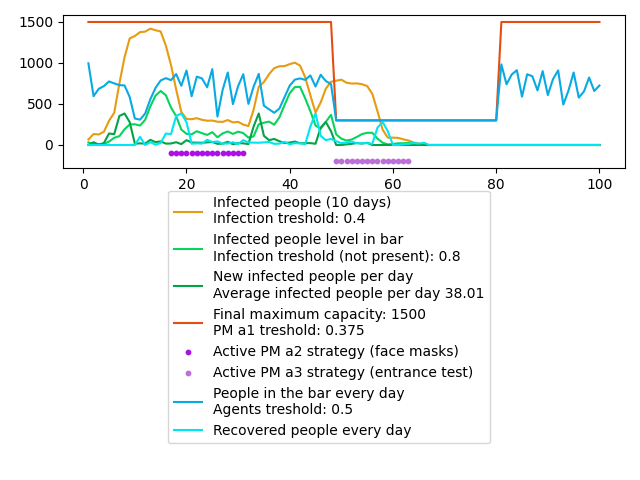 1500
1000
500
0
0 20 40 60 80 100
Infected people (10 days)
Infection treshold: 0.4
Infected people level in bar
Infection treshold (not present): 0.8
New infected people per day
Average infected people per day 38.01
Final maximum capacity: 1500
PM a1 treshold: 0.375
Active PM a2 strategy (face masks)
Active PM a3 strategy (entrance test)
People in the bar every day
Agents treshold: 0.5
Recovered people every day